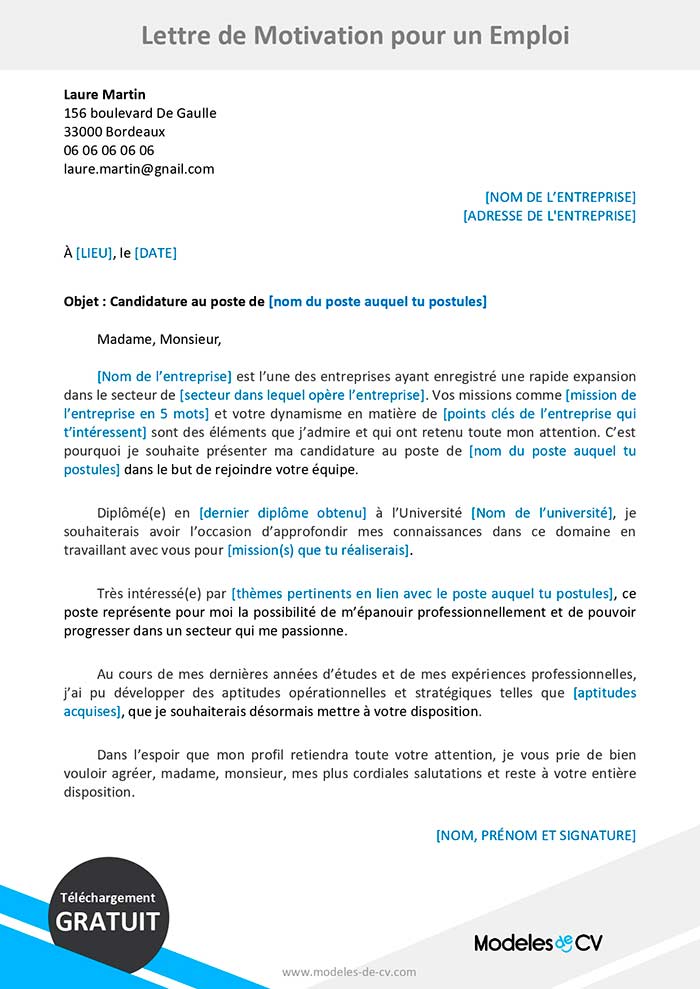 Lettre de Motivation pour un Emploi
Laure Martin
156 boulevard De Gaulle
33000 Bordeaux
06 06 06 06 06
laure.martin@gnail.com
[NOM DE L’ENTREPRISE]
[ADRESSE DE L'ENTREPRISE]
À [LIEU], le [DATE]
Objet : Candidature au poste de [nom du poste auquel tu postules]
Madame, Monsieur,
[Nom de l’entreprise] est l’une des entreprises ayant enregistré une rapide expansion
dans le secteur de [secteur dans lequel opère l’entreprise]. Vos missions comme [mission de
l’entreprise en 5 mots] et votre dynamisme en matière de [points clés de l’entreprise qui
t’intéressent] sont des éléments que j’admire et qui ont retenu toute mon attention. C’est
pourquoi je souhaite présenter ma candidature au poste de [nom du poste auquel tu
postules] dans le but de rejoindre votre équipe.
Diplômé(e) en [dernier diplôme obtenu] à l’Université [Nom de l’université], je
souhaiterais avoir l’occasion d’approfondir mes connaissances dans ce domaine en
travaillant avec vous pour [mission(s) que tu réaliserais].
Très intéressé(e) par [thèmes pertinents en lien avec le poste auquel tu postules], ce
poste représente pour moi la possibilité de m’épanouir professionnellement et de pouvoir
progresser dans un secteur qui me passionne.
Au cours de mes dernières années d’études et de mes expériences professionnelles,
j’ai pu développer des aptitudes opérationnelles et stratégiques telles que [aptitudes
acquises], que je souhaiterais désormais mettre à votre disposition.
Dans l’espoir que mon profil retiendra toute votre attention, je vous prie de bien
vouloir agréer, madame, monsieur, mes plus cordiales salutations et reste à votre entière
disposition.
[NOM, PRÉNOM ET SIGNATURE]
Téléchargement
GRATUIT
Modeles de CV
www.modeles-de-cv.com